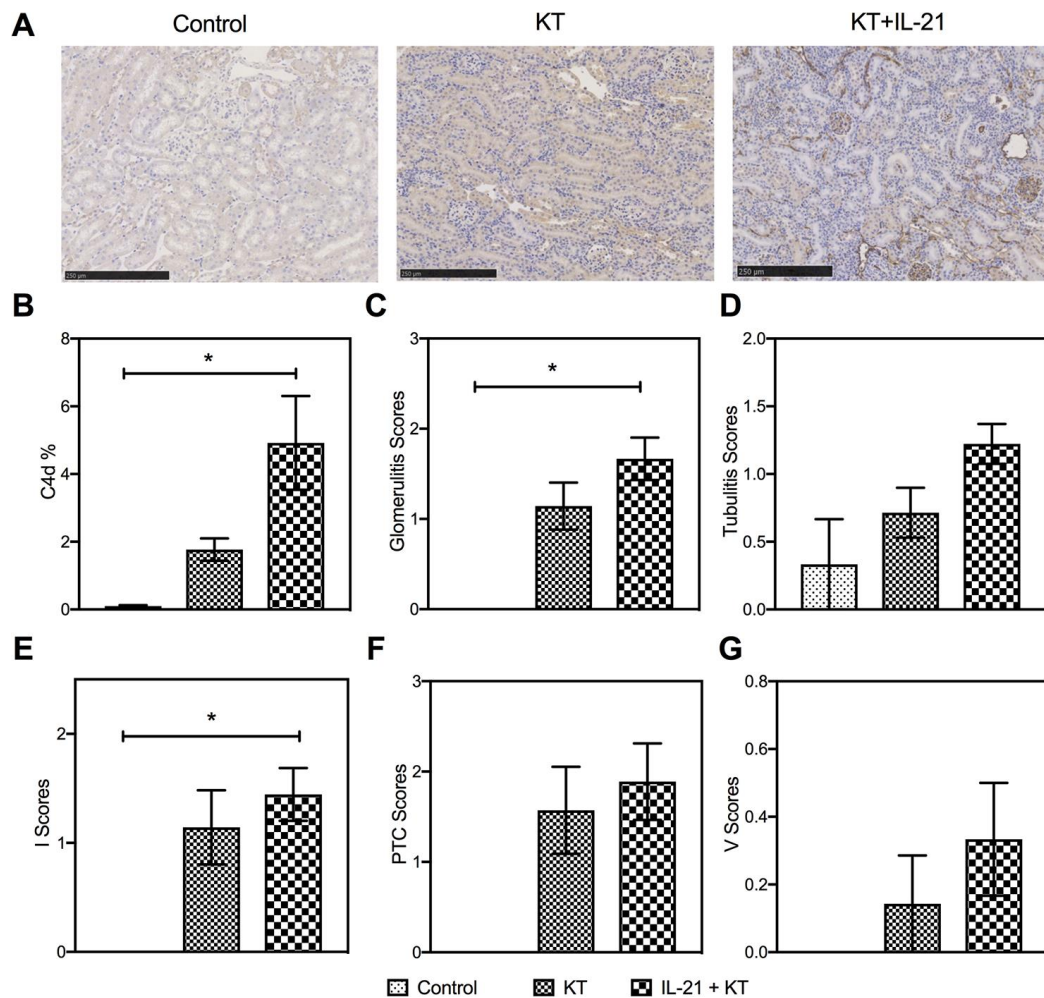 A Control KT KT+IL-21
250 µm 250 µm 250 µm
B C D
8 6 4 2 0
C4d %
*
3 2 1 0
Glomerulitis Scores
*
2.0 1.5 1.0 0.5 0.0
Tubulitis Scores
E F G
2 1 0
I Scores
*
3 2 1 0
PTC Scores
0.8 0.6 0.4 0.2 0.0
V Scores
Control KT IL-21 + KT